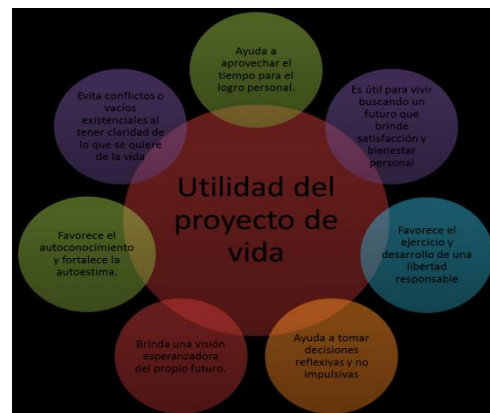 Ayuda a
aprovechar el
tiempo para el
logro personal.
Es útil para vivir
buscando un
futuro que
brinde
satisfacción y
bienestar
personal
Favorece el
ejercicio y
desarrollo de una
libertad
responsable
Ayuda a tomar
decisiones
reflexivas y no
impulsivas
Brinda una visión
esperanzadora
del propio futuro.
Favorece el
autoconocimiento
y fortalece la
autoestima.
Evita conflictos o
vacíos
existenciales al
tener claridad de
lo que se quiere
de la vida
Utilidad del
proyecto de
vida